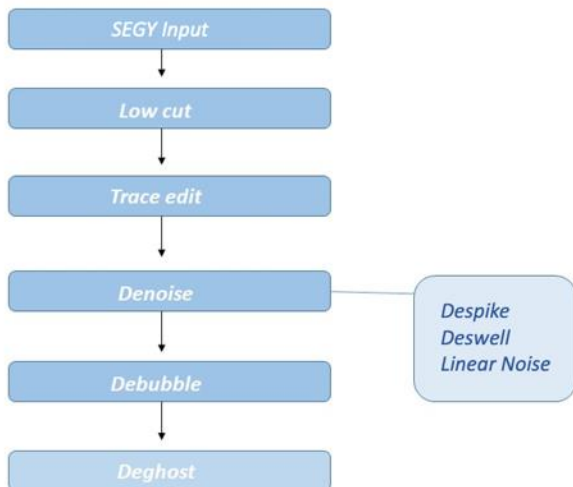 SEGY Input
Low cut
Trace edit
Denoise
Despike
Deswell
Linear Noise
Debubble
Deghost